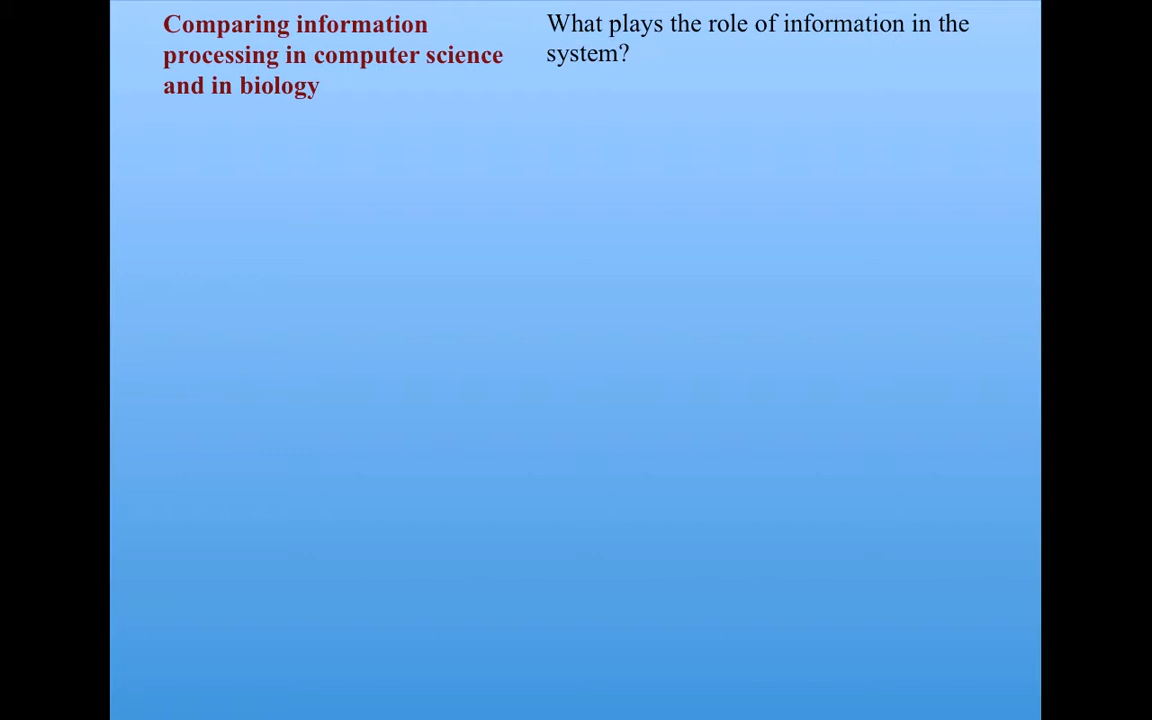 Comparing information
processing in computer science
and in biology
What plays the role of information in the
system?